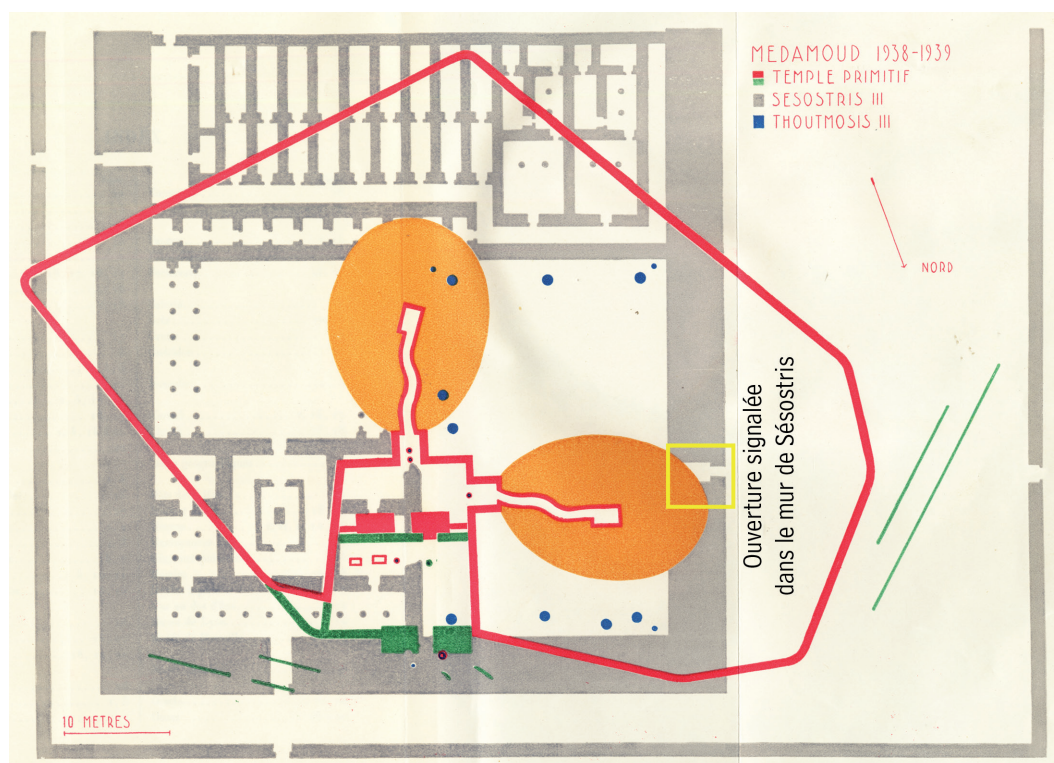 MEDAMOUD 1938-1939
TEMPLE PRIMITIF
SESOSTRIS III
THOUTMOSIS III
NORD
Ouverture signalée
dans le mur de Sésostris
10 METRES